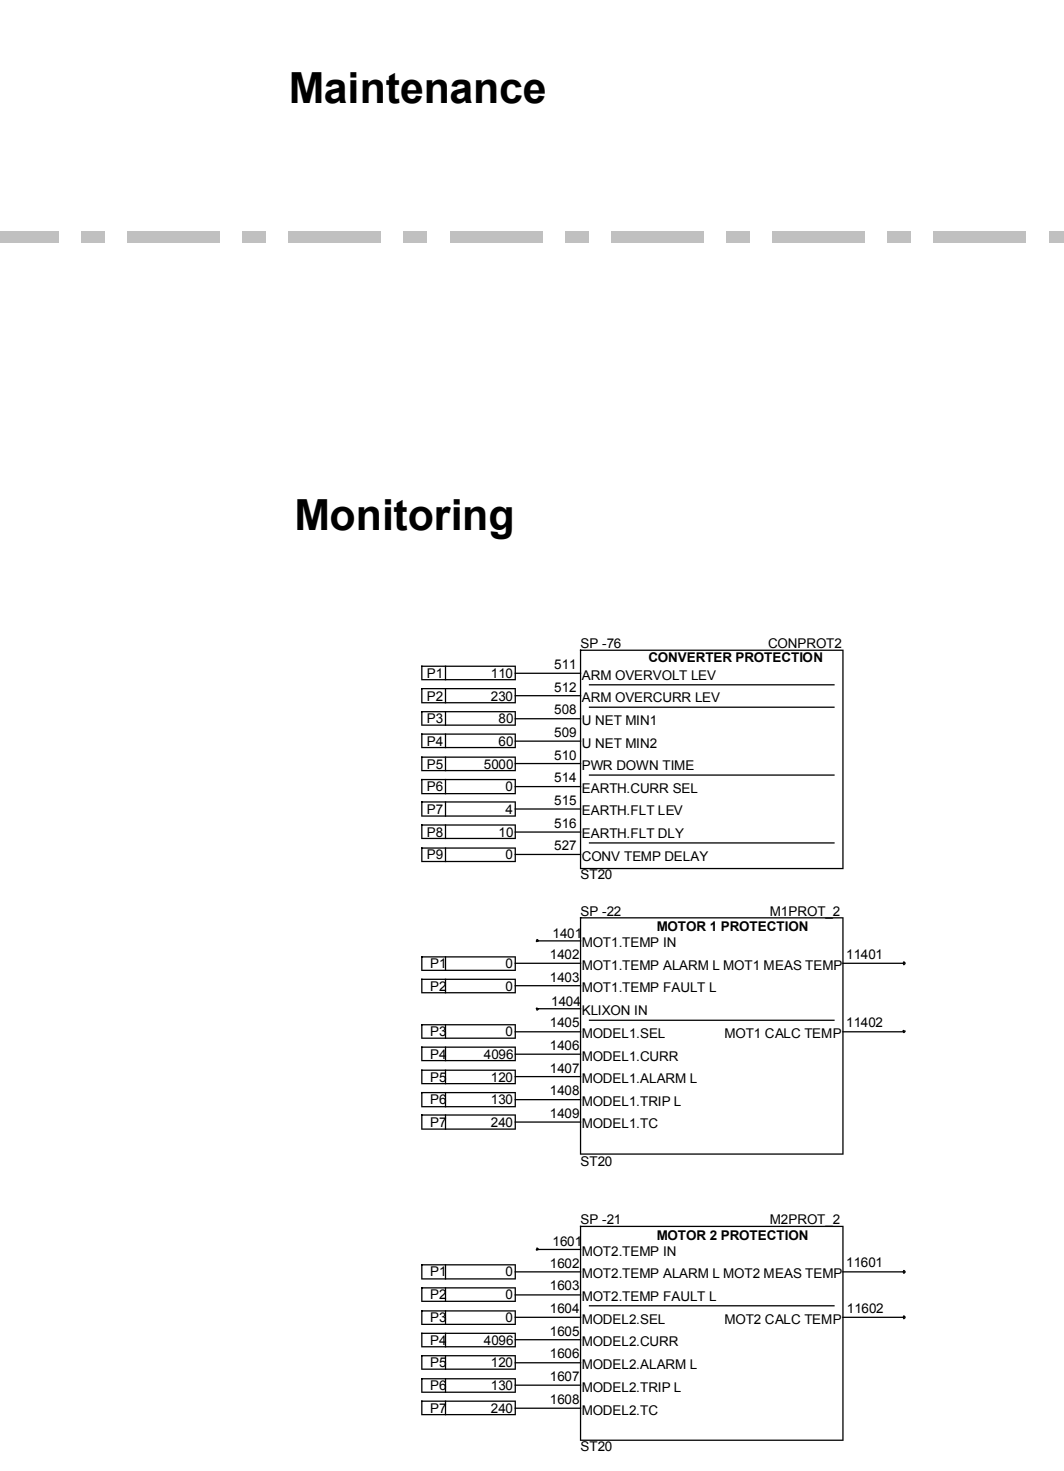 Maintenance
Monitoring
SP -76 CONPROT2
CONVERTER PROTECTION
P1 110 511 ARM OVERVOLT LEV
P2 230 512 ARM OVERCURR LEV
P3 80 508 U NET MIN1
P4 60 509 U NET MIN2
P5 5000 510 PWR DOWN TIME
P6 0 514 EARTH.CURR SEL
P7 4 515 EARTH.FLT LEV
P8 10 516 EARTH.FLT DLY
P9 0 527 CONV TEMP DELAY
ST20
SP -22 M1PROT_2
MOTOR 1 PROTECTION
1401 MOT1.TEMP IN
P1 0 1402 MOT1.TEMP ALARM L MOT1 MEAS TEMP 11401
P2 0 1403 MOT1.TEMP FAULT L
1404 KLIXON IN
P3 0 1405 MODEL1.SEL MOT1 CALC TEMP 11402
P4 4096 1406 MODEL1.CURR
P5 120 1407 MODEL1.ALARM L
P6 130 1408 MODEL1.TRIP L
P7 240 1409 MODEL1.TC
ST20
SP -21 M2PROT_2
MOTOR 2 PROTECTION
1601 MOT2.TEMP IN
P1 0 1602 MOT2.TEMP ALARM L MOT2 MEAS TEMP 11601
P2 0 1603 MOT2.TEMP FAULT L
P3 0 1604 MODEL2.SEL MOT2 CALC TEMP 11602
P4 4096 1605 MODEL2.CURR
P5 120 1606 MODEL2.ALARM L
P6 130 1607 MODEL2.TRIP L
P7 240 1608 MODEL2.TC
ST20